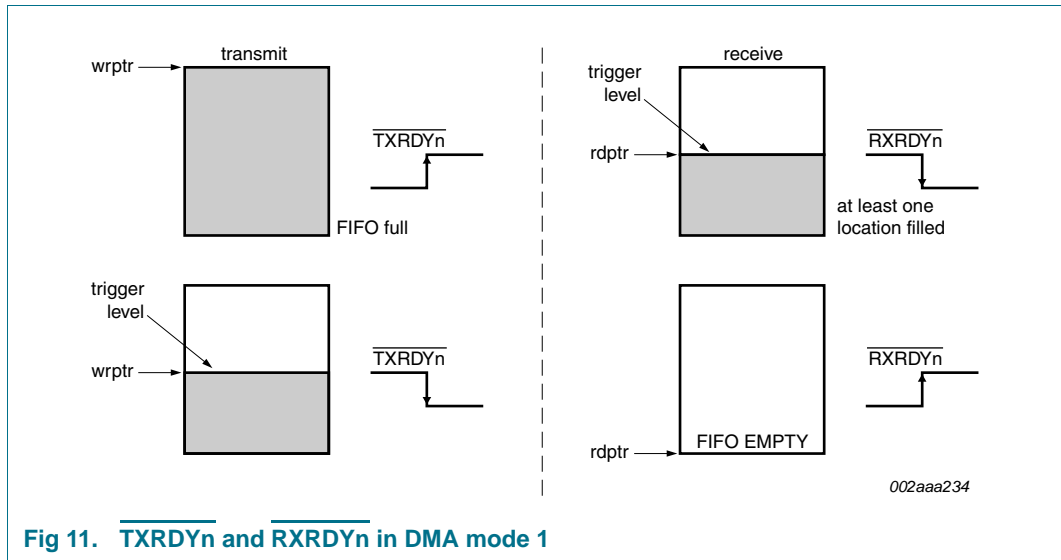 transmit
wrptr
TXRDYn
FIFO full
trigger
level
wrptr
TXRDYn
receive
trigger
level
rdptr
RXRDYn
at least one
location filled
RXRDYn
FIFO EMPTY
rdptr
002aaa234
Fig 11. TXRDYn and RXRDYn in DMA mode 1